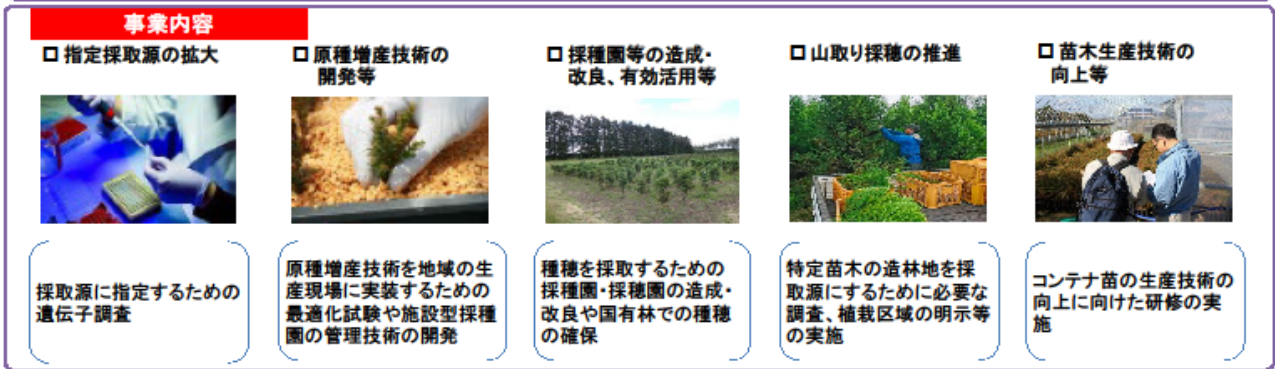 事業内容
□ 指定採取源の拡大
□ 原種増産技術の
開発等
□ 採種園等の造成・
改良、有効活用等
□ 山取り採穂の推進
□ 苗木生産技術の
向上等
採取源に指定するための
遺伝子調査
原種増産技術を地域の生
産現場に実装するための
最適化試験や施設型採種
園の管理技術の開発
種穂を採取するための
採種園・採穂園の造成・
改良や国有林での種穂
の確保
特定苗木の造林地を採
取源にするために必要な
調査、植栽区域の明示等
の実施
コンテナ苗の生産技術の
向上に向けた研修の実
施